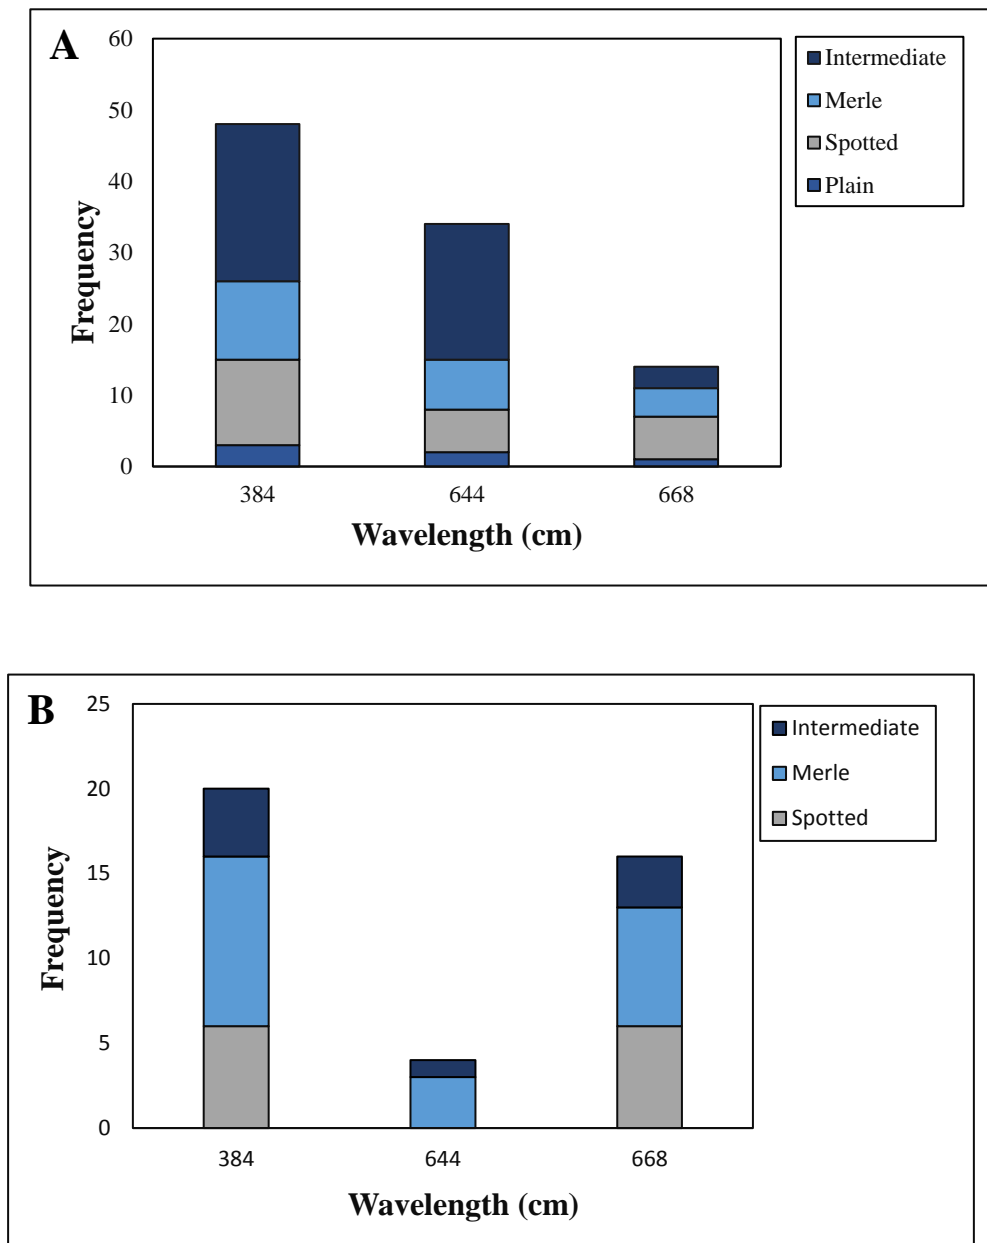 A
60
50
40
30
20
10
0
Frequency
384 644 668
Wavelength (cm)
Intermediate
Merle
Spotted
Plain
B
25
20
15
10
5
0
Frequency
384 644 668
Wavelength (cm)
Intermediate
Merle
Spotted